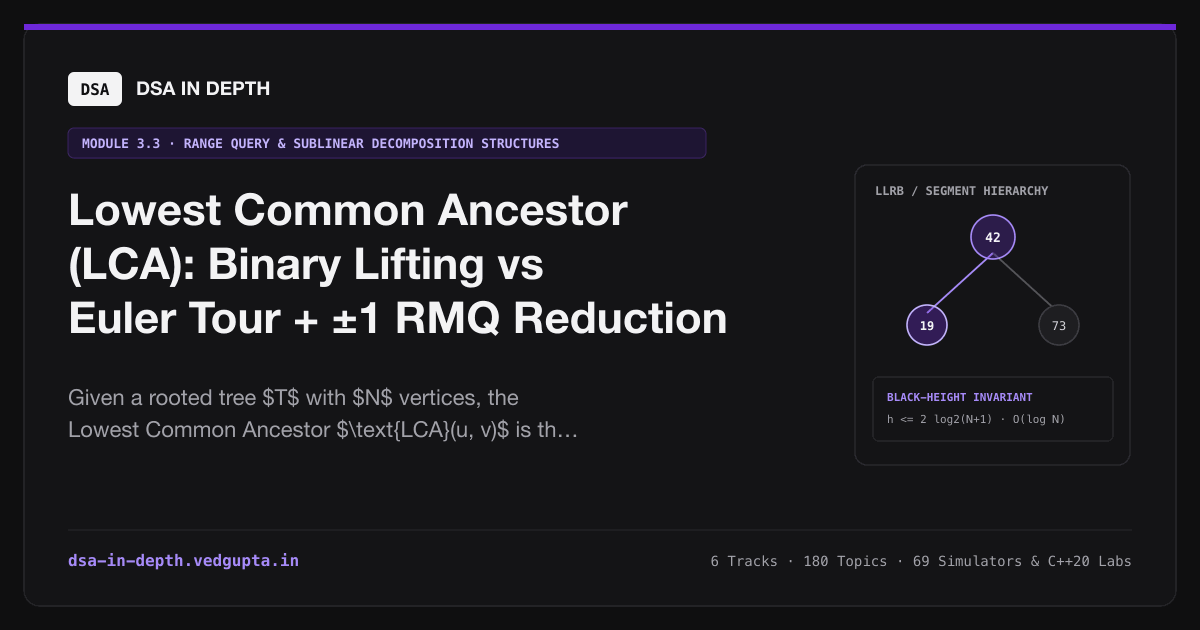 DSA
DSA IN DEPTH
MODULE 3.3 · RANGE QUERY & SUBLINEAR DECOMPOSITION STRUCTURES
Lowest Common Ancestor
(LCA): Binary Lifting vs
Euler Tour + ±1 RMQ Reduction
Given a rooted tree $T$ with $N$ vertices, the
Lowest Common Ancestor $\text{LCA}(u, v)$ is th…
LLRB / SEGMENT HIERARCHY
42
19
73
BLACK-HEIGHT INVARIANT
h <= 2 log2(N+1) · O(log N)
dsa-in-depth.vedgupta.in
6 Tracks · 180 Topics · 69 Simulators & C++20 Labs